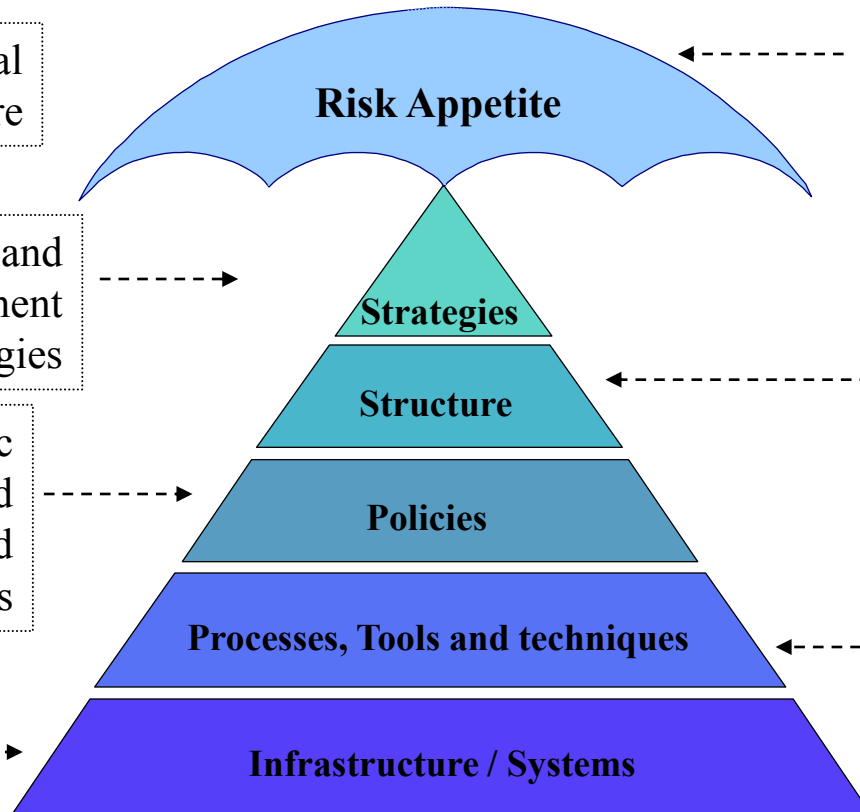 al
re
Risk Appetite
and
nent
gies
Strategies
Structure
c
d
d
s
Policies
Processes, Tools and techniques
Infrastructure / Systems